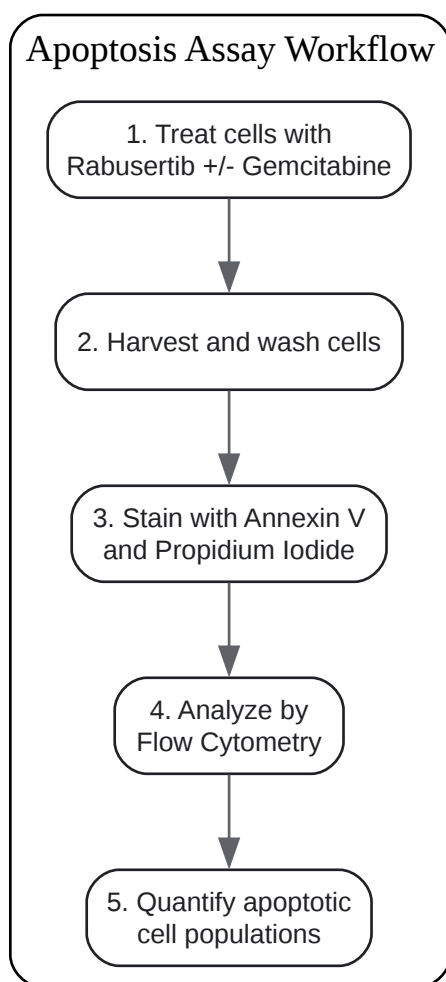 Apoptosis Assay Workflow
1. Treat cells with
Rabusertib +/- Gemcitabine
2. Harvest and wash cells
3. Stain with Annexin V
and Propidium Iodide
4. Analyze by
Flow Cytometry
5. Quantify apoptotic
cell populations